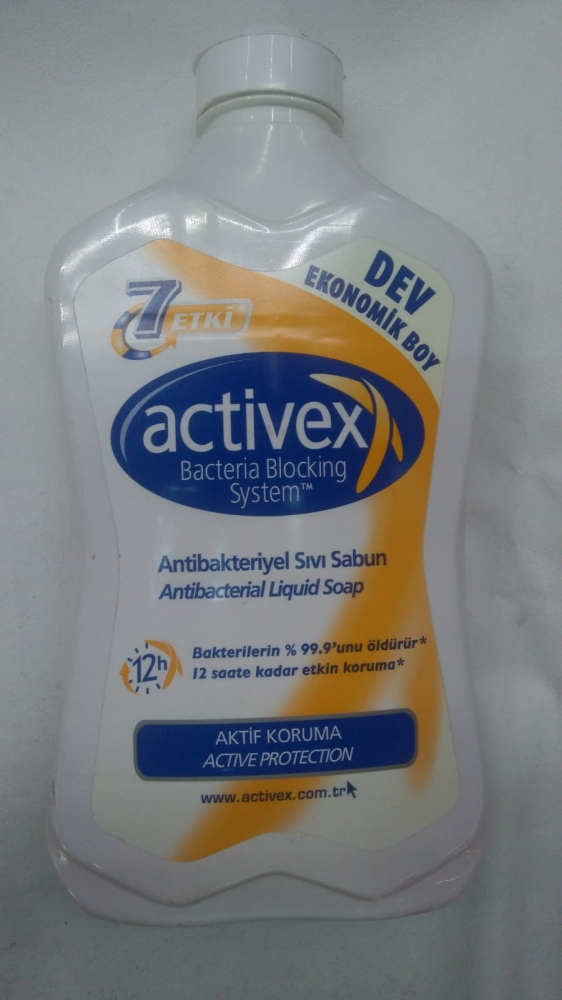 7 ETKİ
DEV
EKONOMİK BOY
activex
Bacteria Blocking
System™
Antibakteriyel Sıvı Sabun
Antibacterial Liquid Soap
12h
Bakterilerin % 99.9'unu öldürür*
12 saate kadar etkin koruma*
AKTİF KORUMA
ACTIVE PROTECTION
www.activex.com.tr